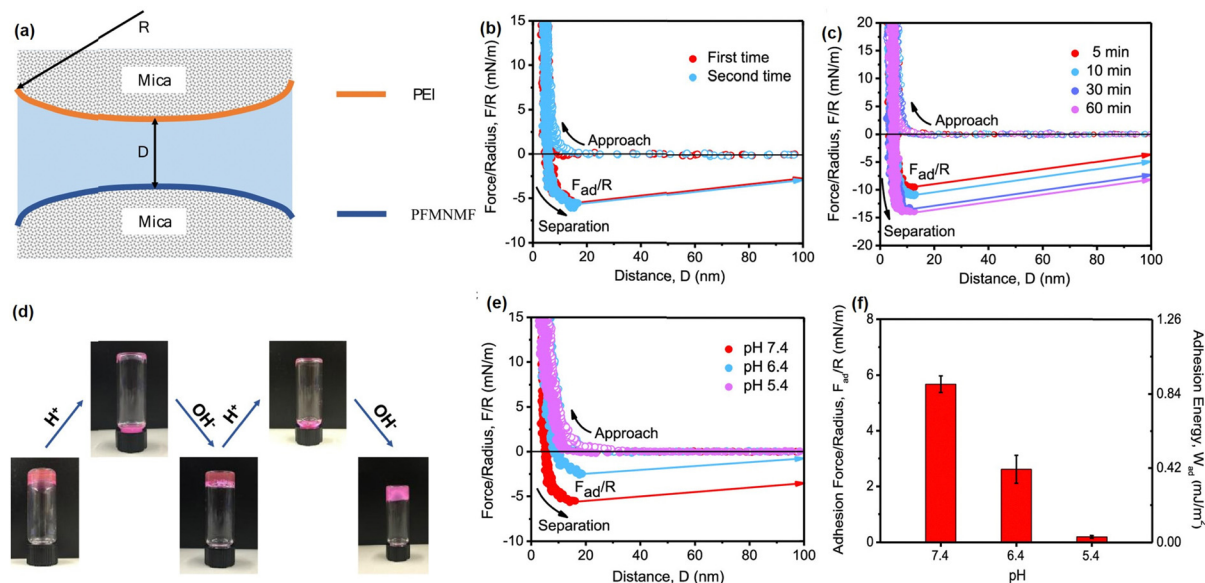 (a)
R
Mica
D
Mica
PEI
PFMNMF
(b)
Force/Radius, F/R (mN/m)
15
10
5
0
-5
-10
First time
Second time
Approach
F_ad/R
Separation
0 20 40 60 80 100
Distance, D (nm)
(c)
Force/Radius, F/R (mN/m)
20
15
10
5
0
-5
-10
-15
-20
5 min
10 min
30 min
60 min
Approach
F_ad/R
Separation
0 20 40 60 80 100
Distance, D (nm)
(d)
H+
OH-
H+
OH-
(e)
Force/Radius, F/R (mN/m)
15
10
5
0
-5
-10
pH 7.4
pH 6.4
pH 5.4
Approach
F_ad/R
Separation
0 20 40 60 80 100
Distance, D (nm)
(f)
Adhesion Force/Radius, F_ad/R (mN/m)
8
6
4
2
0
7.4 6.4 5.4
pH
1.26
0.84
0.42
0.00
Adhesion Energy, W_ad (mJ/m²)